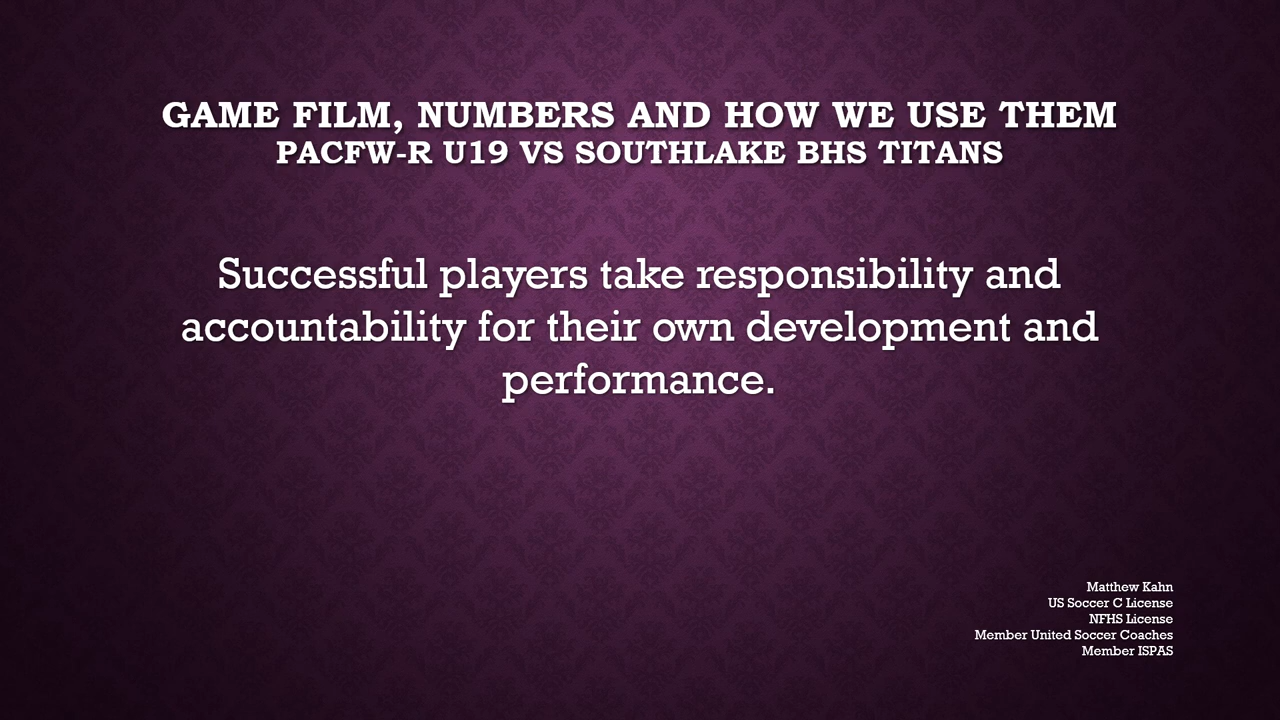 GAME FILM, NUMBERS AND HOW WE USE THEM
PACFW-R U19 VS SOUTHLAKE BHS TITANS
Successful players take responsibility and
accountability for their own development and
performance.
Matthew Kahn
US Soccer C License
NFHS License
Member United Soccer Coaches
Member ISPAS